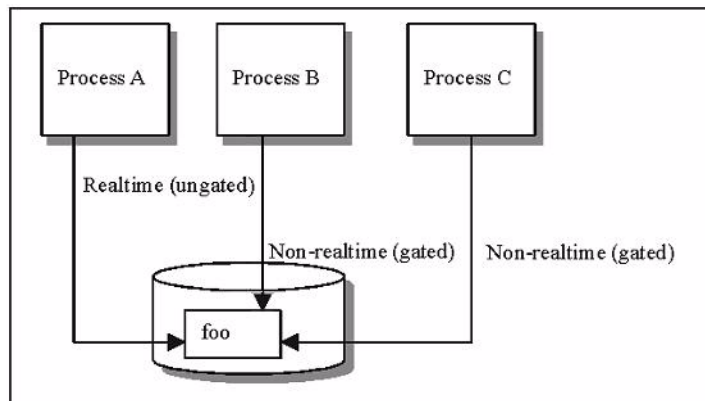 Process A
Process B
Process C
Realtime (ungated)
Non-realtime (gated)
Non-realtime (gated)
foo